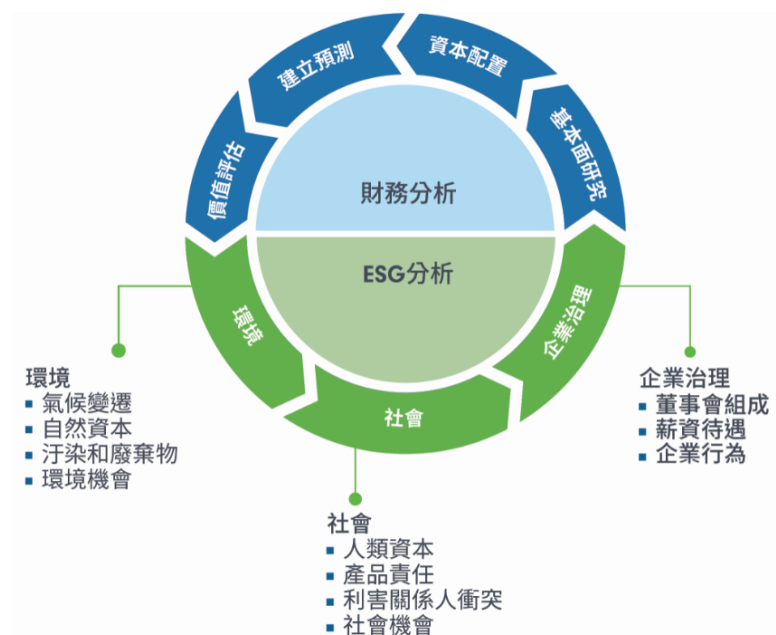 建立預測
資本配置
價值評估
基本面研究
財務分析
ESG分析
環境
企業治理
社會
環境
▪ 氣候變遷
▪ 自然資本
▪ 汙染和廢棄物
▪ 環境機會
企業治理
▪ 董事會組成
▪ 薪資待遇
▪ 企業行為
社會
▪ 人類資本
▪ 產品責任
▪ 利害關係人衝突
▪ 社會機會